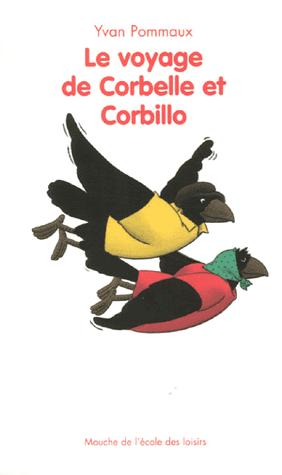 Yvan Pommaux
Le voyage
de Corbelle et
Corbillo
Mouche de l'école des loisirs